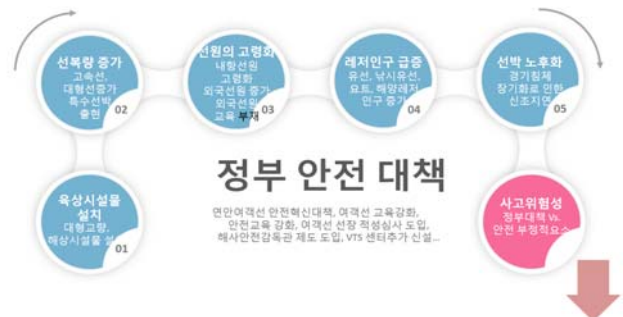 선복량 증가
고속선,
대형선증가
특수선박
출현
02
선원의 고령화
내항선원
고령화
외국선원 증가
외국선원
교육 부재
03
레저인구 급증
유선, 낚시유선,
요트, 해양레저
인구 증가
04
선박 노후화
경기침체
장기화로 인한
신조지연
05
정부 안전 대책
연안여객선 안전혁신대책, 여객선 교육강화,
안전교육 강화, 여객선 선장 적성심사 도입,
해사안전감독관 제도 도입, VTS 센터추가 신설...
육상시설물
설치
대형교량,
해상시설물
01
사고위험성
정부대책 Vs.
안전 부정적요소